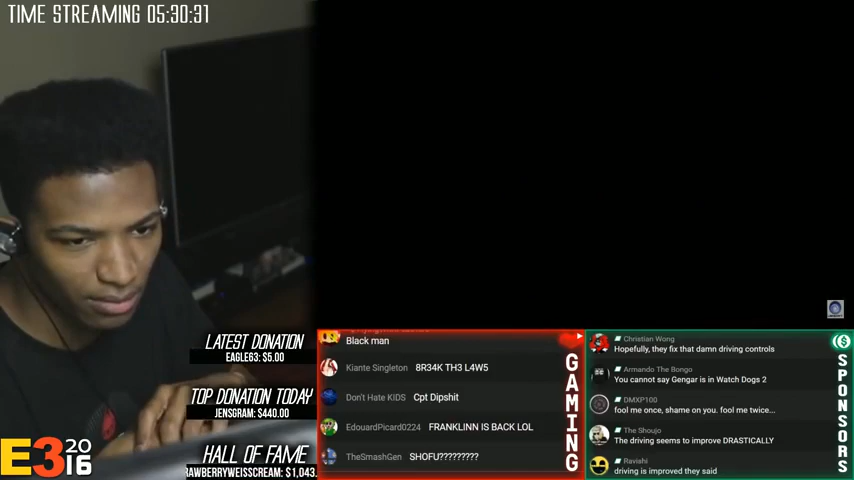 TIME STREAMING 05:30:31
LATEST DONATION
EAGLE63: $5.00
TOP DONATION TODAY
JENSGRAM: $440.00
HALL OF FAME
RAWBERRYWEISSCREAM: $1,043.
E3 2016
Black man
Kiante Singleton 8R34K TH3 L4W5
Don't Hate KIDS Cpt Dipshit
EdouardPicard0224 FRANKLINN IS BACK LOL
TheSmashGen SHOFU?????????
GAMING
Christian Wong
Hopefully, they fix that damn driving controls
Armando The Bongo
You cannot say Gengar is in Watch Dogs 2
DMXP100
fool me once, shame on you. fool me twice...
The Shoujo
The driving seems to improve DRASTICALLY
Raviahi
driving is improved they said
SPONSORS